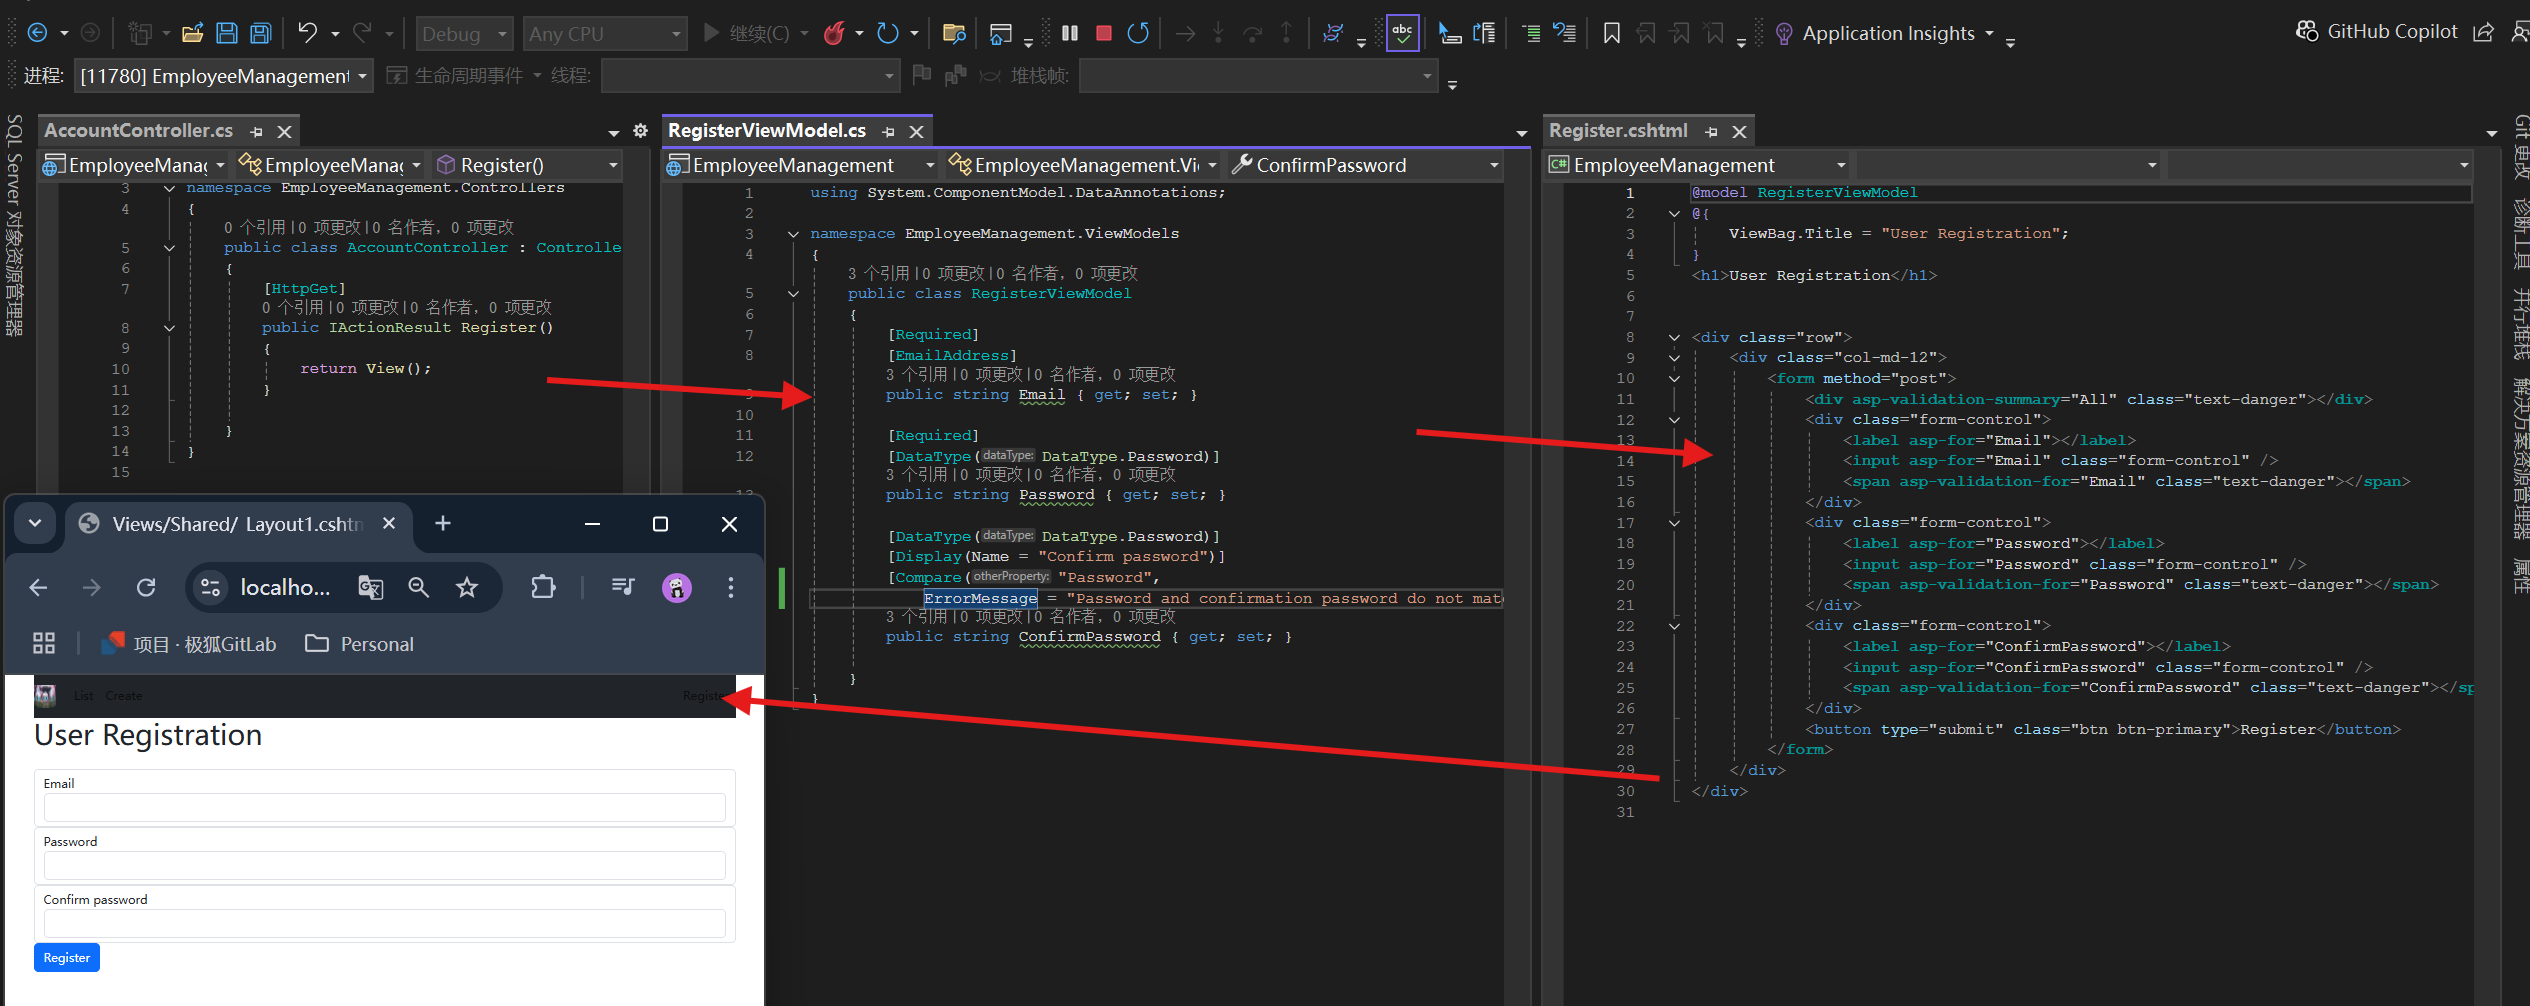 Debug
Any CPU
继续(C)
Application Insights
GitHub Copilot
进程:
[11780] EmployeeManagement
生命周期事件
线程:
堆栈帧:
SQL Server 对象资源管理器
AccountController.cs
EmployeeManag
EmployeeManag
Register()
3 namespace EmployeeManagement.Controllers
4 {
0 个引用|0 项更改|0 名作者, 0 项更改
5 public class AccountController : Controlle
6 {
7 [HttpGet]
0 个引用|0 项更改|0 名作者, 0 项更改
8 public IActionResult Register()
9 {
10 return View();
11 }
12
13 }
14 }
15
RegisterViewModel.cs
EmployeeManagement
EmployeeManagement.Vi
ConfirmPassword
1 using System.ComponentModel.DataAnnotations;
2
3 namespace EmployeeManagement.ViewModels
4 {
3 个引用|0 项更改|0 名作者, 0 项更改
5 public class RegisterViewModel
6 {
7 [Required]
8 [EmailAddress]
3 个引用|0 项更改|0 名作者, 0 项更改
9 public string Email { get; set; }
10
11 [Required]
12 [DataType(dataType: DataType.Password)]
3 个引用|0 项更改|0 名作者, 0 项更改
public string Password { get; set; }
[DataType(dataType: DataType.Password)]
[Display(Name = "Confirm password")]
[Compare(otherProperty: "Password",
ErrorMessage = "Password and confirmation password do not mat
3 个引用|0 项更改|0 名作者, 0 项更改
public string ConfirmPassword { get; set; }
}
}
Register.cshtml
EmployeeManagement
1 @model RegisterViewModel
2 @{
3 ViewBag.Title = "User Registration";
4 }
5 <h1>User Registration</h1>
6
7
8 <div class="row">
9 <div class="col-md-12">
10 <form method="post">
11 <div asp-validation-summary="All" class="text-danger"></div>
12 <div class="form-control">
13 <label asp-for="Email"></label>
14 <input asp-for="Email" class="form-control" />
15 <span asp-validation-for="Email" class="text-danger"></span>
16 </div>
17 <div class="form-control">
18 <label asp-for="Password"></label>
19 <input asp-for="Password" class="form-control" />
20 <span asp-validation-for="Password" class="text-danger"></span>
21 </div>
22 <div class="form-control">
23 <label asp-for="ConfirmPassword"></label>
24 <input asp-for="ConfirmPassword" class="form-control" />
25 <span asp-validation-for="ConfirmPassword" class="text-danger"></sp
26 </div>
27 <button type="submit" class="btn btn-primary">Register</button>
28 </form>
29 </div>
30 </div>
31
Git 更改
诊断工具
并行堆栈
解决方案资源管理器
属性
Views/Shared/_Layout1.cshtm
localho...
项目 · 极狐GitLab
Personal
List Create
Register
User Registration
Email
Password
Confirm password
Register